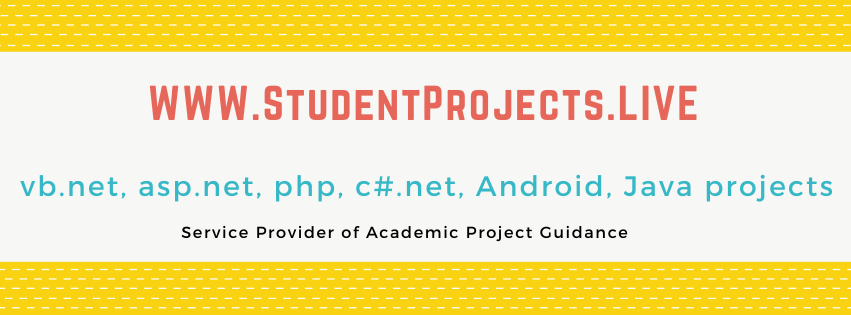 WWW.StudentProjects.LIVE
vb.net, asp.net, php, c#.net, Android, Java projects
Service Provider of Academic Project Guidance